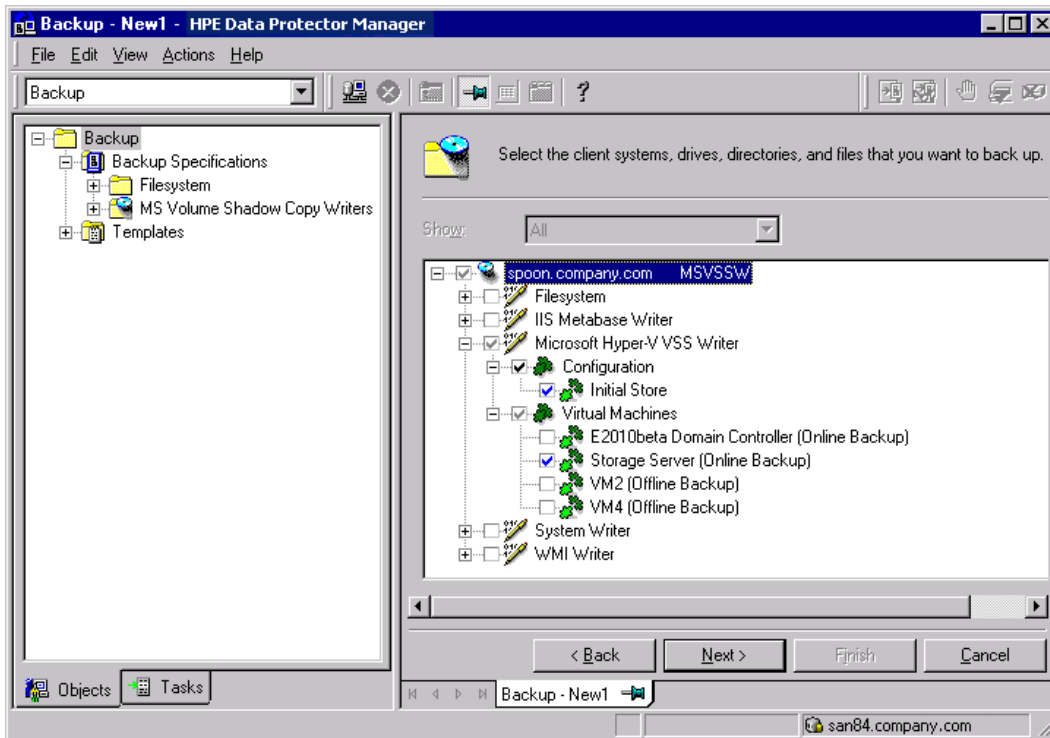 Backup - New1 - HPE Data Protector Manager
File Edit View Actions Help
Backup
Backup
Backup Specifications
Filesystem
MS Volume Shadow Copy Writers
Templates
Objects Tasks
Select the client systems, drives, directories, and files that you want to back up.
Show: All
spoon.company.com MSVSSW
Filesystem
IIS Metabase Writer
Microsoft Hyper-V VSS Writer
Configuration
Initial Store
Virtual Machines
E2010beta Domain Controller (Online Backup)
Storage Server (Online Backup)
VM2 (Offline Backup)
VM4 (Offline Backup)
System Writer
WMI Writer
< Back Next > Finish Cancel
Backup - New1
san84.company.com